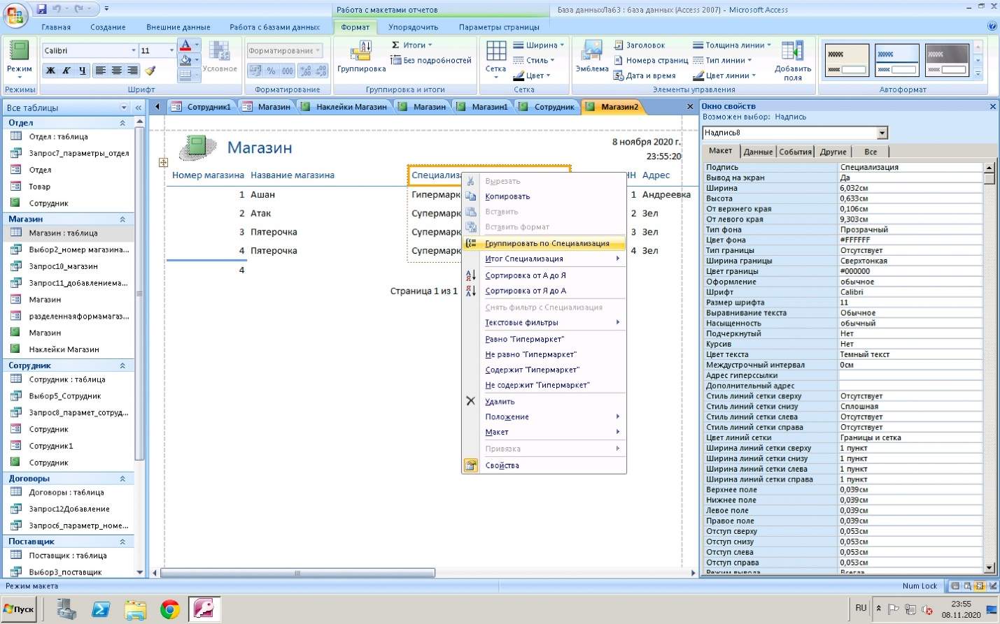 Работа с макетами отчетов
База данныхЛаб3 : база данных (Access 2007) - Microsoft Access
Главная
Создание
Внешние данные
Работа с базами данных
Формат
Упорядочить
Параметры страницы
Режим
Режимы
Calibri
11
Ж К Ч
Условное
Шрифт
Форматирование
% 000
Форматирование
Группировка
Σ Итоги
Без подробностей
Группировка и итоги
Сетка
Ширина
Стиль
Цвет
Сетка
Эмблема
Заголовок
Номера страниц
Дата и время
Толщина линии
Тип линии
Цвет линии
Добавить поля
Элементы управления
Автоформат
Все таблицы
Отдел
Отдел : таблица
Запрос7_параметры_отдел
Отдел
Товар
Сотрудник
Магазин
Магазин : таблица
Выбор2_номер магазина...
Запрос10_магазин
Запрос11_добавлениема...
Магазин
разделеннаяформамагаз...
Магазин
Наклейки Магазин
Сотрудник
Сотрудник : таблица
Выбор5_Сотрудник
Запрос8_парамет_сотруд...
Сотрудник
Сотрудник1
Сотрудник
Договоры
Договоры : таблица
Запрос12Добавление
Запрос6_параметр_номе...
Поставщик
Поставщик : таблица
Выбор3_поставщик
Сотрудник1
Магазин
Наклейки Магазин
Магазин
Магазин1
Сотрудник
Магазин2
Магазин
8 ноября 2020 г.
23:55:20
Номер магазина Название магазина Специализ НН Адрес
1 Ашан Гипермарк 1 Андреевка
2 Атак Супермарк 2 Зел
3 Пятерочка Супермарк 3 Зел
4 Пятерочка Супермарк 4 Зел
4
Страница 1 из 1
Вырезать
Копировать
Вставить
Вставить формат
Группировать по Специализация
Итог Специализация
Сортировка от А до Я
Сортировка от Я до А
Снять фильтр с Специализация
Текстовые фильтры
Равно "Гипермаркет"
Не равно "Гипермаркет"
Содержит "Гипермаркет"
Не содержит "Гипермаркет"
Удалить
Положение
Макет
Привязка
Свойства
Окно свойств
Возможен выбор: Надпись
Надпись8
Макет Данные События Другие Все
Подпись Специализация
Вывод на экран Да
Ширина 6,032см
Высота 0,633см
От верхнего края 0,106см
От левого края 9,303см
Тип фона Прозрачный
Цвет фона #FFFFFF
Тип границы Отсутствует
Ширина границы Сверхтонкая
Цвет границы #000000
Оформление обычное
Шрифт Calibri
Размер шрифта 11
Выравнивание текста Обычное
Насыщенность обычный
Подчеркнутый Нет
Курсив Нет
Цвет текста Темный текст
Междустрочный интервал 0см
Адрес гиперссылки
Дополнительный адрес
Стиль линий сетки сверху Отсутствует
Стиль линий сетки снизу Сплошная
Стиль линий сетки слева Отсутствует
Стиль линий сетки справа Отсутствует
Цвет линий сетки Границы и сетка
Ширина линий сетки сверху 1 пункт
Ширина линий сетки снизу 1 пункт
Ширина линий сетки слева 1 пункт
Ширина линий сетки справа 1 пункт
Верхнее поле 0,039см
Нижнее поле 0,039см
Левое поле 0,039см
Правое поле 0,039см
Отступ сверху 0,053см
Отступ снизу 0,053см
Отступ слева 0,053см
Отступ справа 0,053см
Режим вывода Всегда
Режим макета
Num Lock
Пуск
RU
23:55
08.11.2020